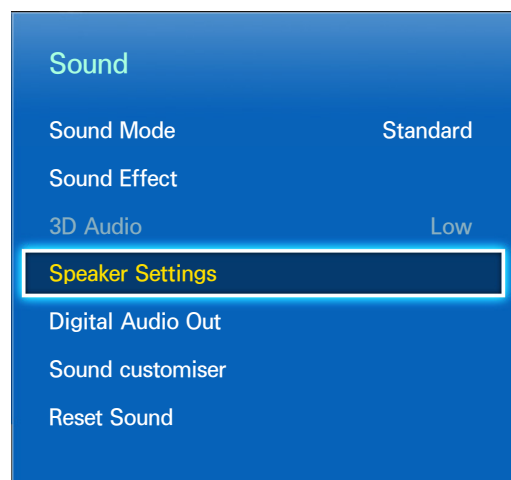 Sound
Sound Mode Standard
Sound Effect
3D Audio Low
Speaker Settings
Digital Audio Out
Sound customiser
Reset Sound